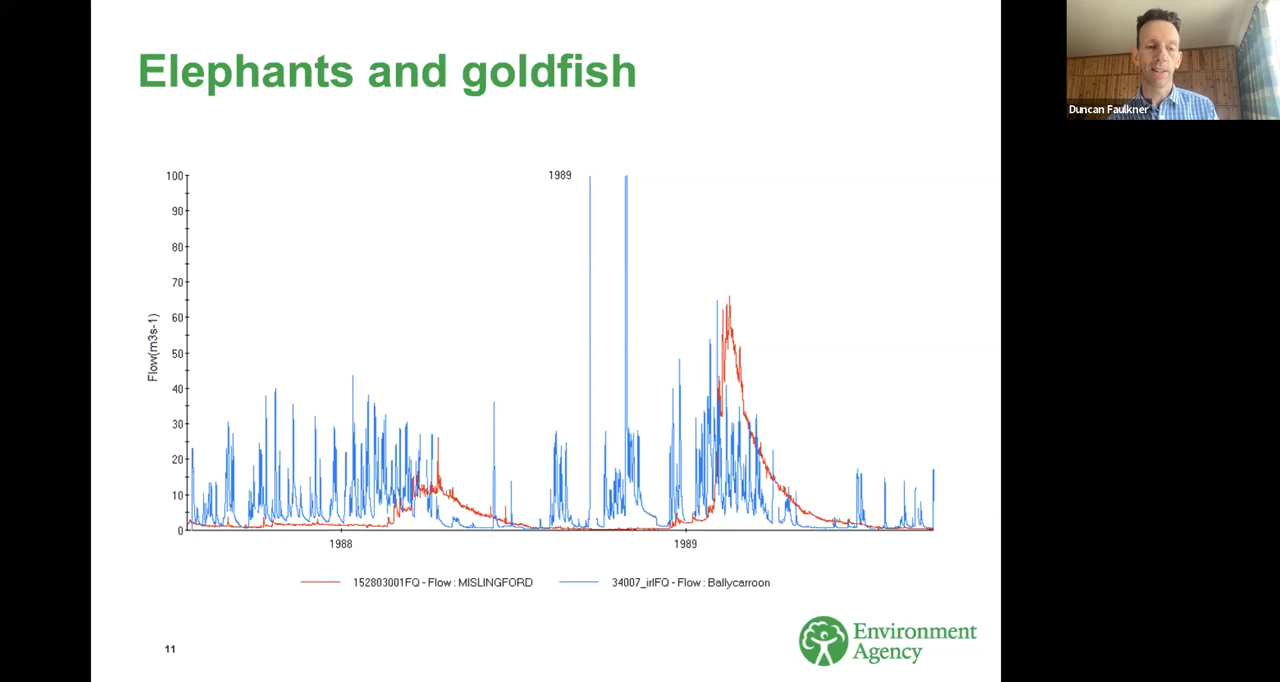 Elephants and goldfish
Duncan Faulkner
1989
100
90
80
70
60
50
40
30
20
10
0
Flow(m3s-1)
1988
1989
152803001FQ - Flow : MISLINGFORD
34007_irlFQ - Flow : Ballycarroon
11
Environment
Agency